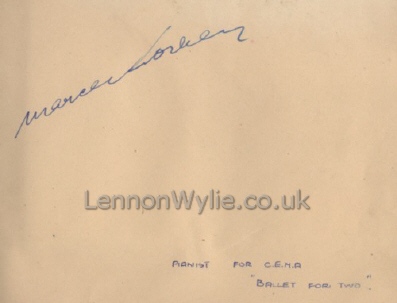 LennonWylie.co.uk
PIANIST FOR C.E.M.A
"BALLET FOR TWO".